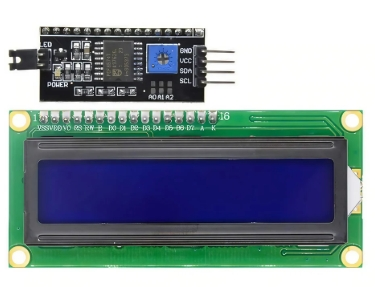 LED
GND
VCC
SDA
SCL
POWER
A0 A1 A2
1
16
VSS VDD VO RS RW E D0 D1 D2 D3 D4 D5 D6 D7 A K